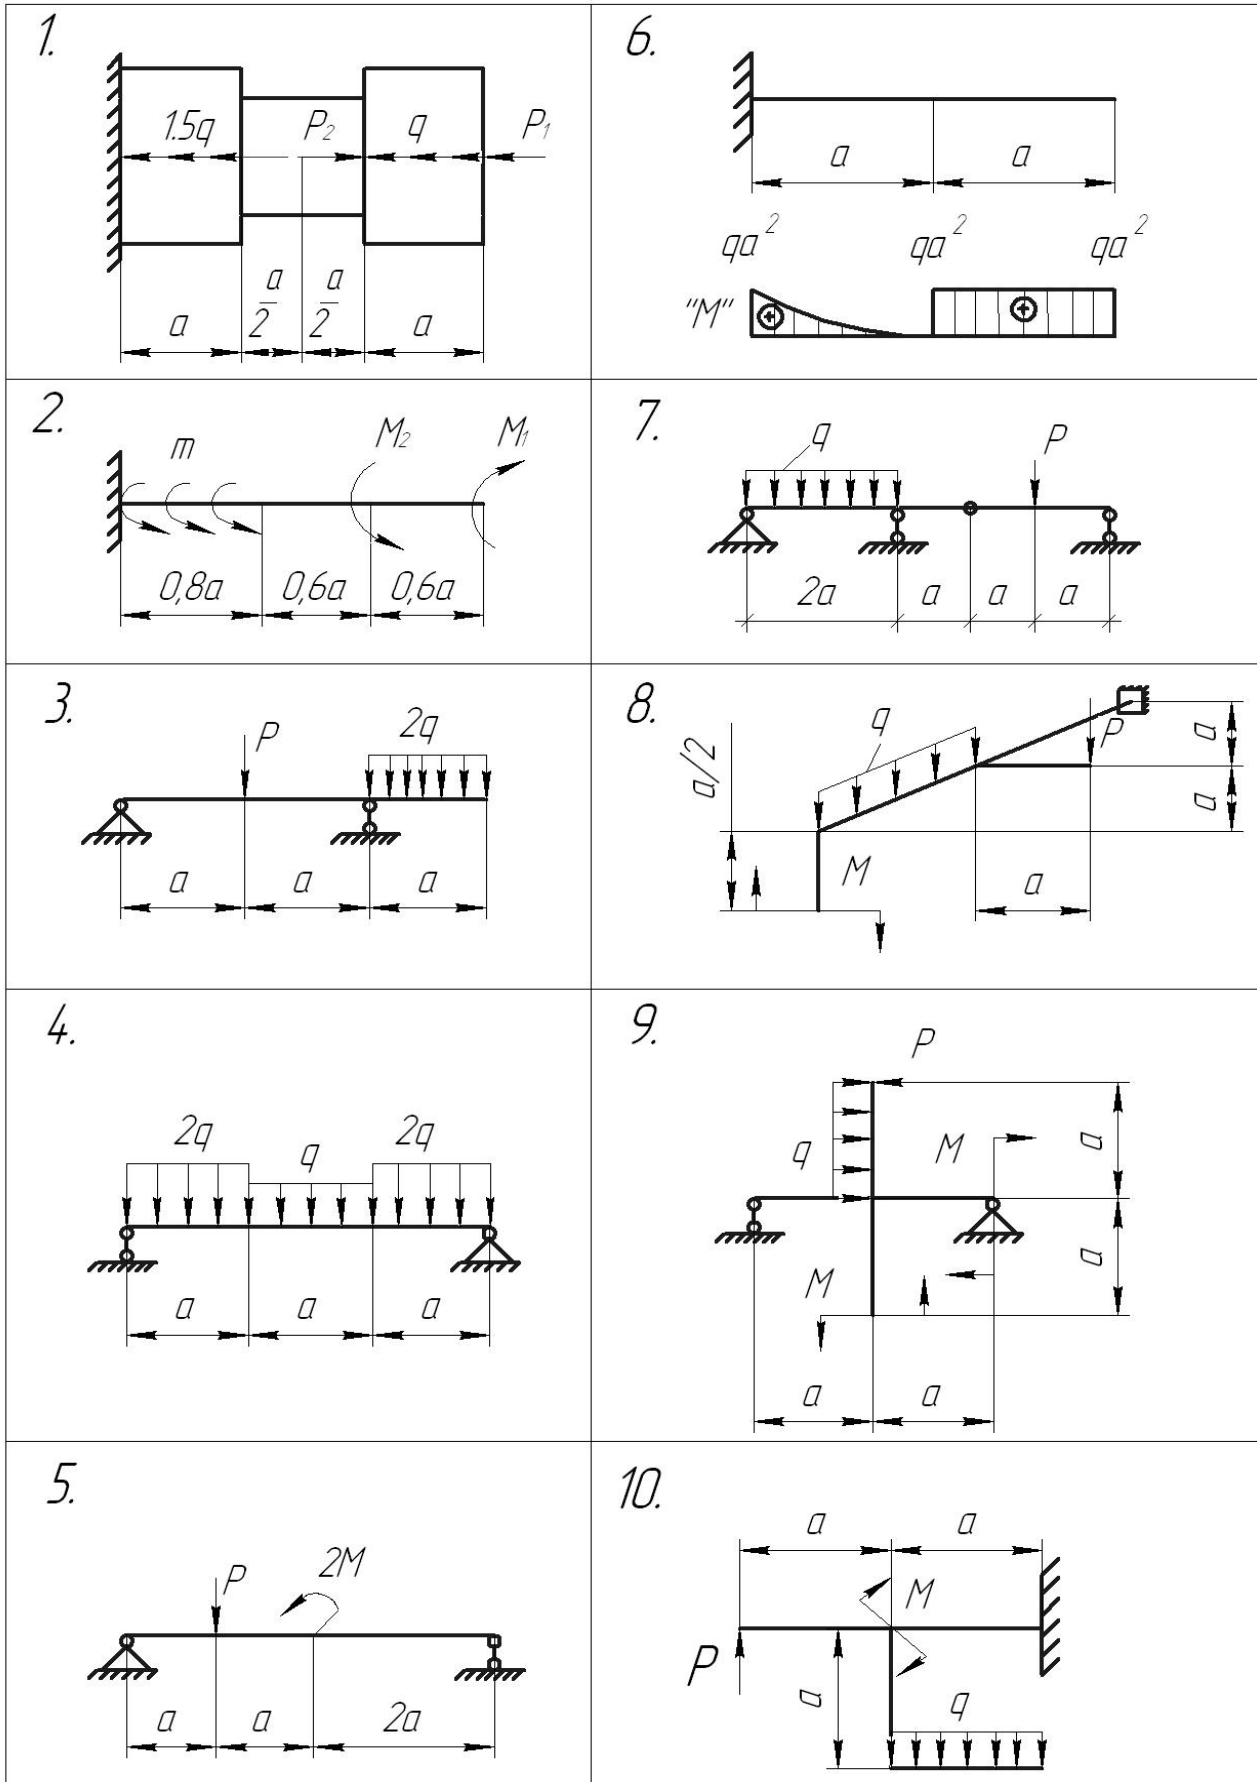 1.
1.5q P₂ q P₁
a a/2 a/2 a
2.
m M₂ M₁
0,8a 0,6a 0,6a
3.
P 2q
a a a
4.
2q q 2q
a a a
5.
P 2M
a a 2a
6.
a a
qa² qa² qa²
"M"
7.
q P
2a a a a
8.
q P a
a/2 a
M a
9.
P
q M a
M a
a a
10.
a a
M
P a q